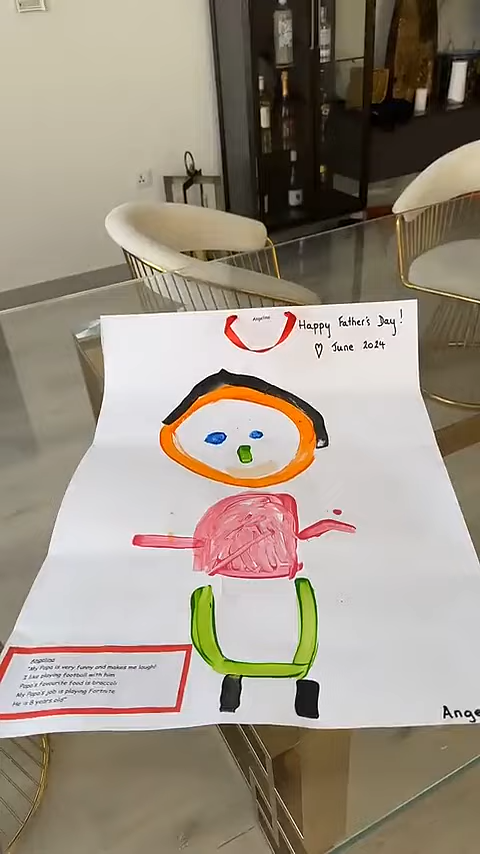 Angelina
Happy Father's Day!
♡ June 2024
Angelina
"My Papa is very funny and makes me laugh!
I like playing football with him
Papa's favourite food is broccoli
My Papa's job is playing Fortnite
He is 8 years old"
Ange